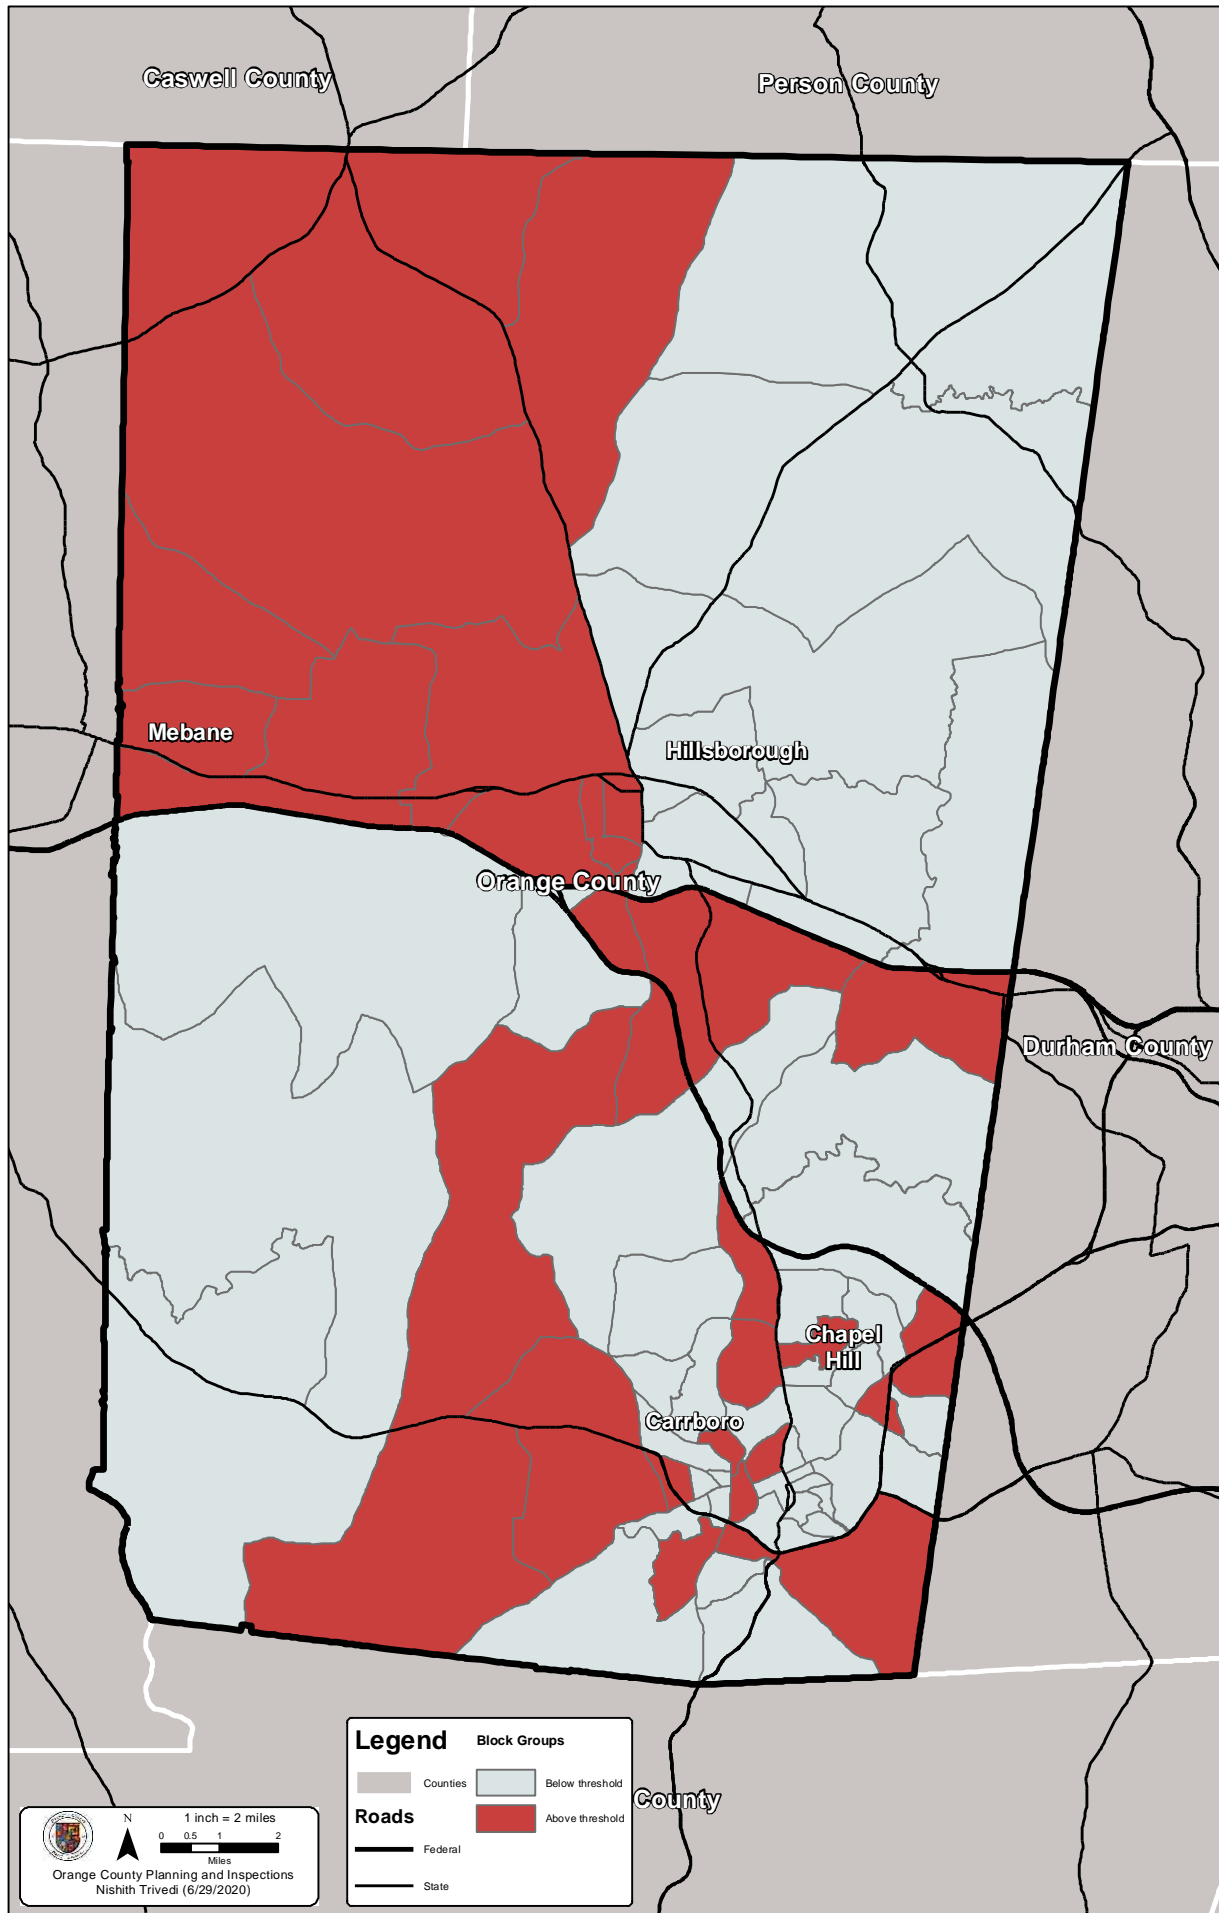 Caswell County
Person County
Mebane
Hillsborough
Orange County
Durham County
Chapel
Hill
Carrboro
Legend
Block Groups
Counties
Below threshold
Roads
Above threshold
Federal
State
County
N
1 inch = 2 miles
0 0.5 1 2
Miles
Orange County Planning and Inspections
Nishith Trivedi (6/29/2020)